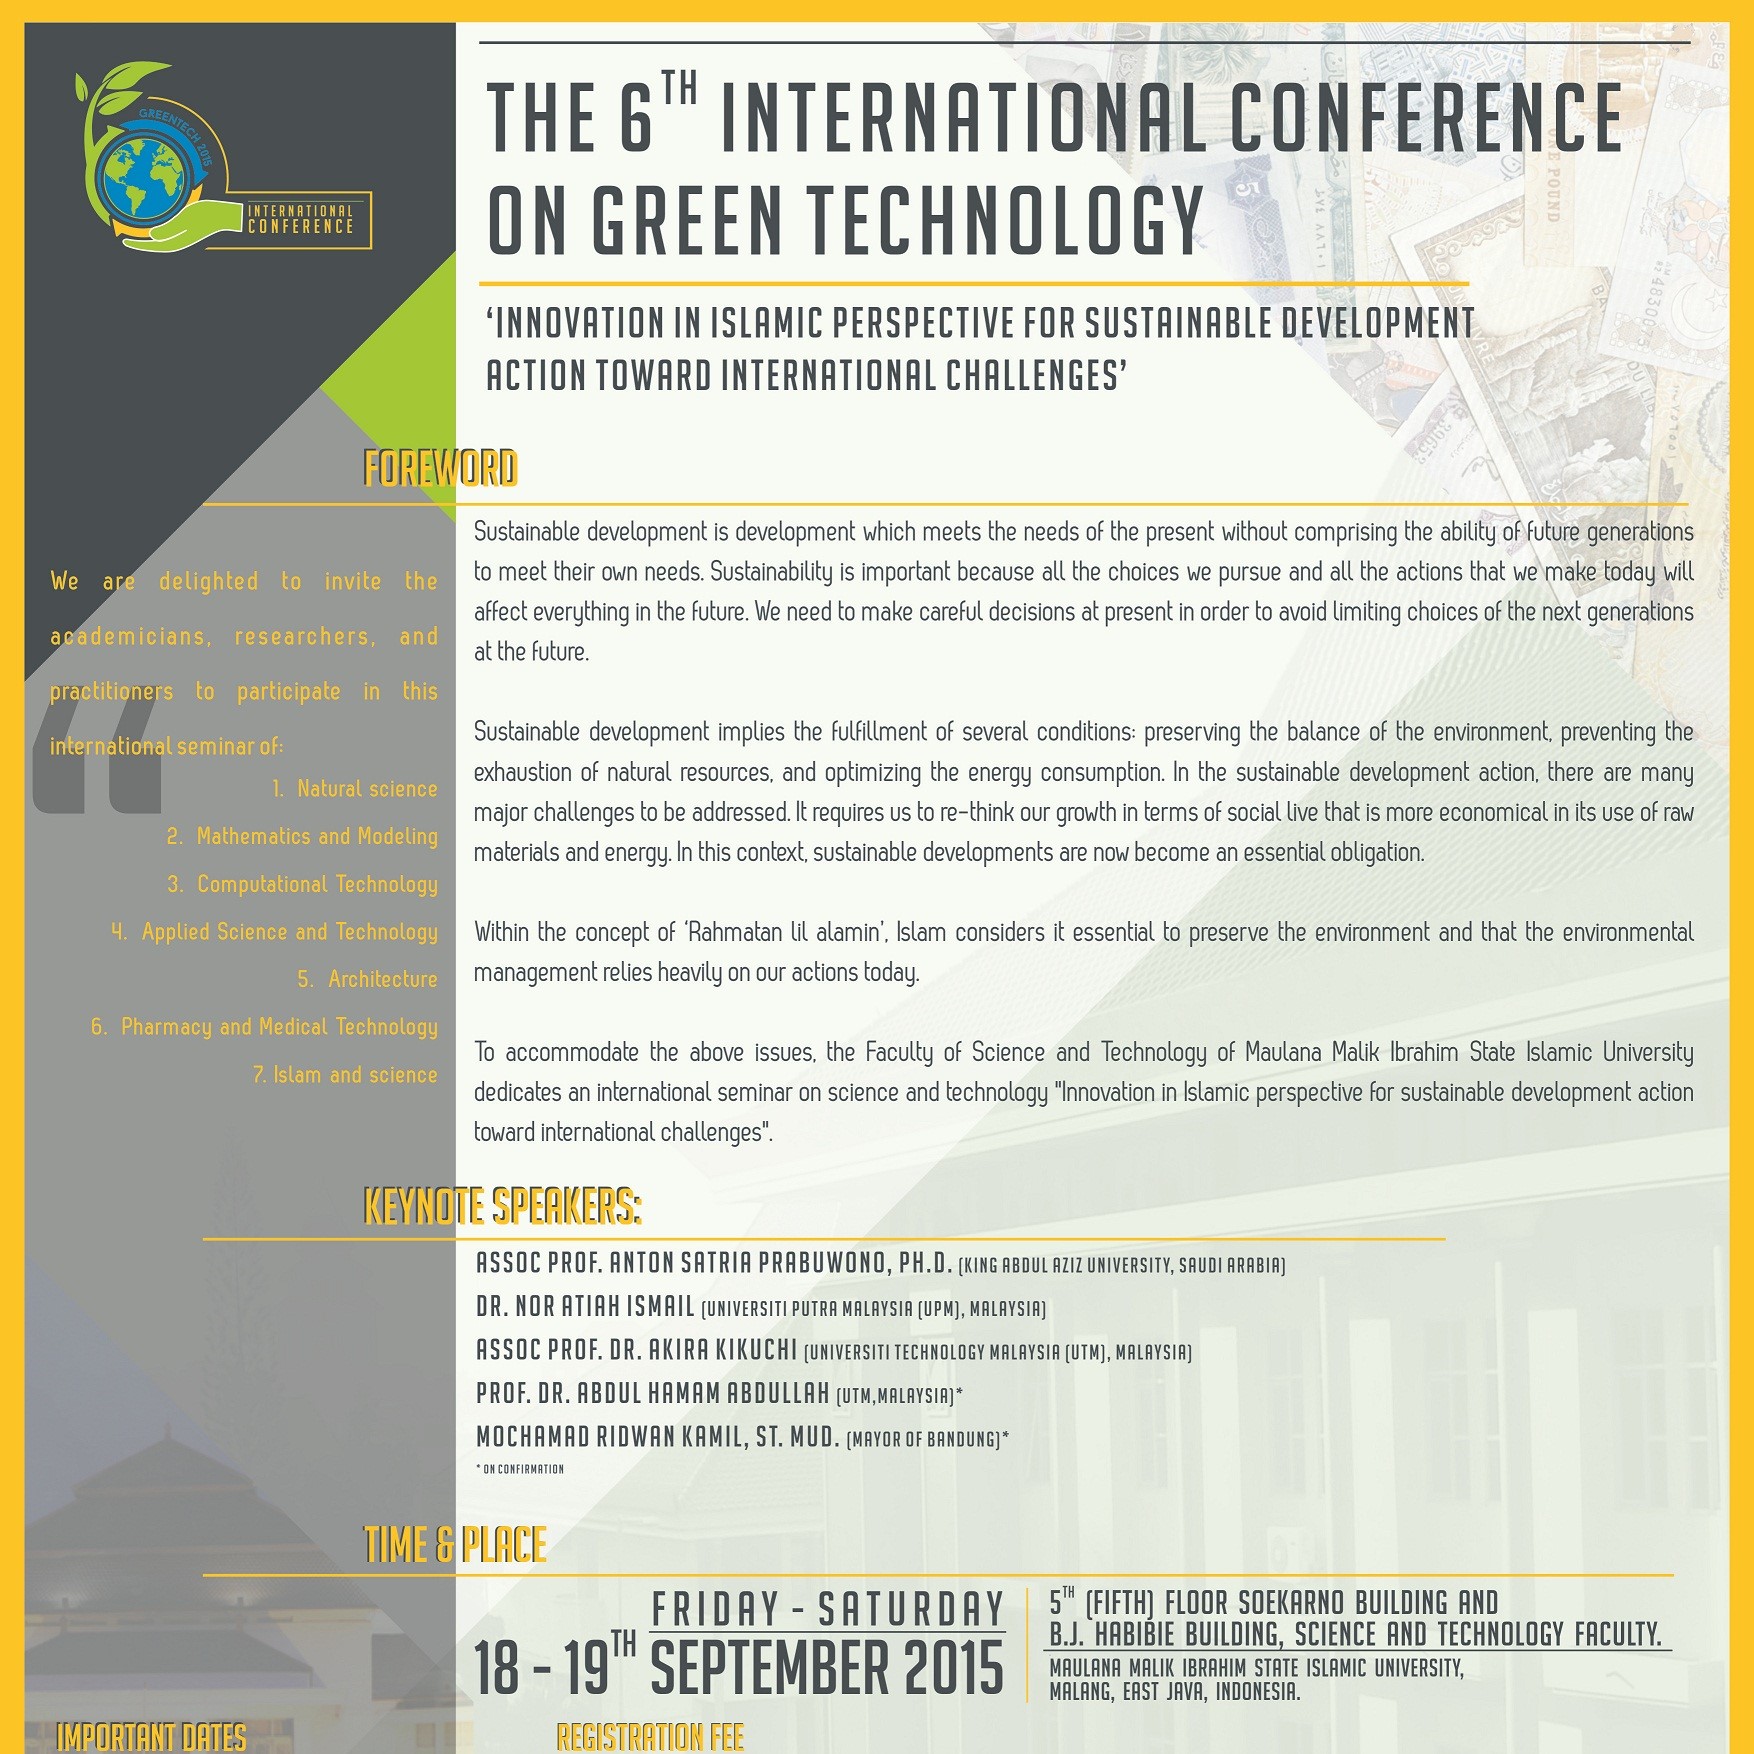 GREENTECH 2015
INTERNATIONAL
CONFERENCE
THE 6TH INTERNATIONAL CONFERENCE
ON GREEN TECHNOLOGY
‘INNOVATION IN ISLAMIC PERSPECTIVE FOR SUSTAINABLE DEVELOPMENT
ACTION TOWARD INTERNATIONAL CHALLENGES’
We are delighted to invite the
academicians, researchers, and
practitioners to participate in this
international seminar of:
1. Natural science
2. Mathematics and Modeling
3. Computational Technology
4. Applied Science and Technology
5. Architecture
6. Pharmacy and Medical Technology
7. Islam and science
FOREWORD
Sustainable development is development which meets the needs of the present without comprising the ability of future generations
to meet their own needs. Sustainability is important because all the choices we pursue and all the actions that we make today will
affect everything in the future. We need to make careful decisions at present in order to avoid limiting choices of the next generations
at the future.
Sustainable development implies the fulfillment of several conditions: preserving the balance of the environment, preventing the
exhaustion of natural resources, and optimizing the energy consumption. In the sustainable development action, there are many
major challenges to be addressed. It requires us to re-think our growth in terms of social live that is more economical in its use of raw
materials and energy. In this context, sustainable developments are now become an essential obligation.
Within the concept of ‘Rahmatan lil alamin’, Islam considers it essential to preserve the environment and that the environmental
management relies heavily on our actions today.
To accommodate the above issues, the Faculty of Science and Technology of Maulana Malik Ibrahim State Islamic University
dedicates an international seminar on science and technology "Innovation in Islamic perspective for sustainable development action
toward international challenges".
KEYNOTE SPEAKERS:
ASSOC PROF. ANTON SATRIA PRABUWONO, PH.D. (KING ABDUL AZIZ UNIVERSITY, SAUDI ARABIA)
DR. NOR ATIAH ISMAIL (UNIVERSITI PUTRA MALAYSIA (UPM), MALAYSIA)
ASSOC PROF. DR. AKIRA KIKUCHI (UNIVERSITI TECHNOLOGY MALAYSIA (UTM), MALAYSIA)
PROF. DR. ABDUL HAMAM ABDULLAH (UTM,MALAYSIA)*
MOCHAMAD RIDWAN KAMIL, ST. MUD. (MAYOR OF BANDUNG)*
* ON CONFIRMATION
TIME & PLACE
FRIDAY - SATURDAY
18 - 19TH SEPTEMBER 2015
5TH (FIFTH) FLOOR SOEKARNO BUILDING AND
B.J. HABIBIE BUILDING, SCIENCE AND TECHNOLOGY FACULTY.
MAULANA MALIK IBRAHIM STATE ISLAMIC UNIVERSITY,
MALANG, EAST JAVA, INDONESIA.
IMPORTANT DATES
REGISTRATION FEE
ONE POUND